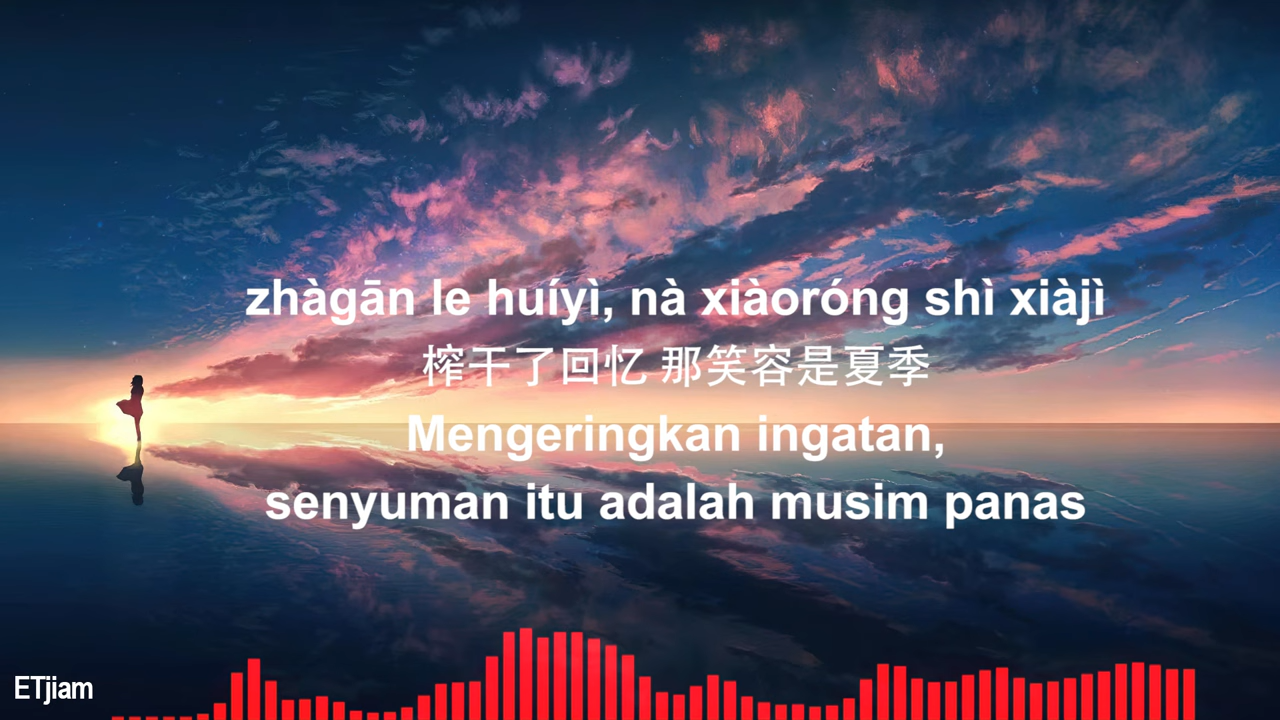 zhàgān le huíyì, nà xiàoróng shì xiàjì
榨干了回忆 那笑容是夏季
Mengeringkan ingatan,
senyuman itu adalah musim panas
ETjiam